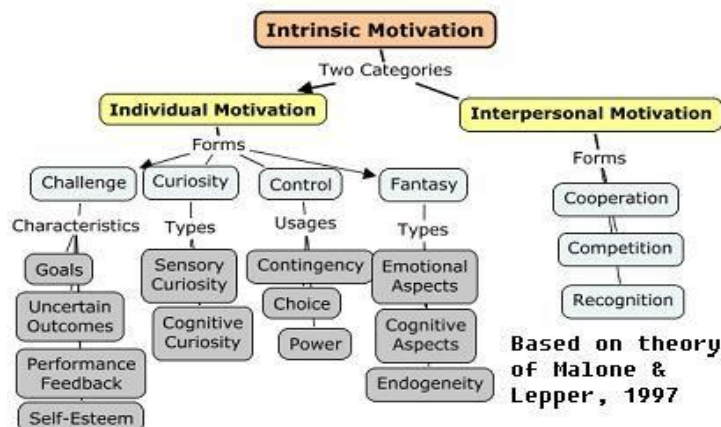 Intrinsic Motivation
Two Categories
Individual Motivation
Interpersonal Motivation
Forms
Forms
Challenge
Curiosity
Control
Fantasy
Cooperation
Competition
Recognition
Characteristics
Types
Usages
Types
Goals
Uncertain
Outcomes
Performance
Feedback
Self-Esteem
Sensory
Curiosity
Cognitive
Curiosity
Contingency
Choice
Power
Emotional
Aspects
Cognitive
Aspects
Endogeneity
Based on theory
of Malone &
Lepper, 1997